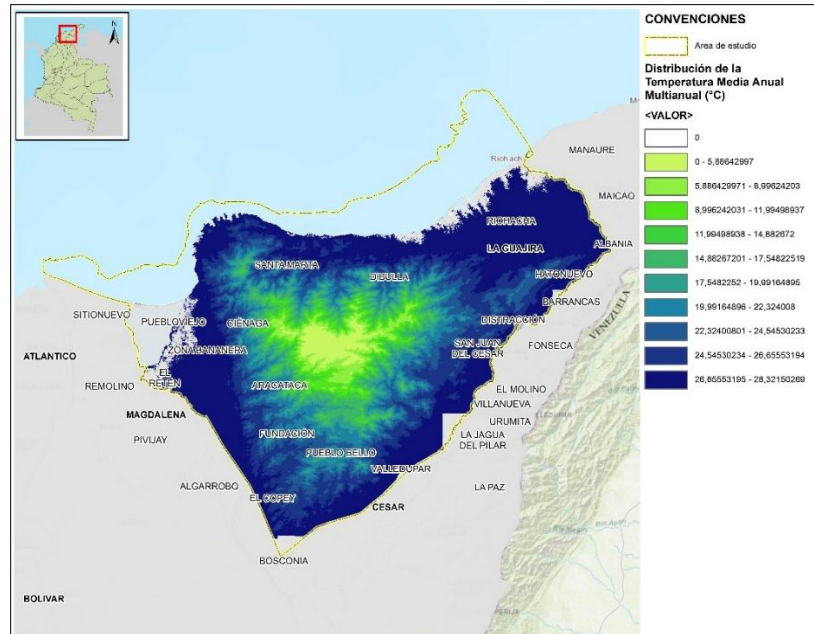 N
CONVENCIONES
Area de estudio
Distribución de la
Temperatura Media Anual
Multianual (°C)
<VALOR>
0
0 - 5,88642997
5,886429971 - 8,99624203
8,996242031 - 11,99498937
11,99498938 - 14,882672
14,88267201 - 17,54822519
17,5482252 - 19,99164895
19,99164896 - 22,324008
22,32400801 - 24,54530233
24,54530234 - 26,65553194
26,65553195 - 28,32150269
Riohach
MANAURE
MAICAO
RIOHACHA
LA GUAJIRA
ALBANIA
SANTA MARTA
DIBULLA
HATONUEVO
BARRANCAS
SITIONUEVO
PUEBLOVIEJO
CIÉNAGA
DISTRACCIÓN
VENEZUELA
ZONA BANANERA
SAN JUAN
DEL CESAR
FONSECA
ATLANTICO
EL
RETÉN
REMOLINO
ARACATACA
EL MOLINO
VILLANUEVA
MAGDALENA
URUMITA
PIVIJAY
FUNDACIÓN
LA JAGUA
DEL PILAR
PUEBLO BELLO
VALLEDUPAR
ALGARROBO
EL COPEY
LA PAZ
CESAR
BOSCONIA
BOLIVAR